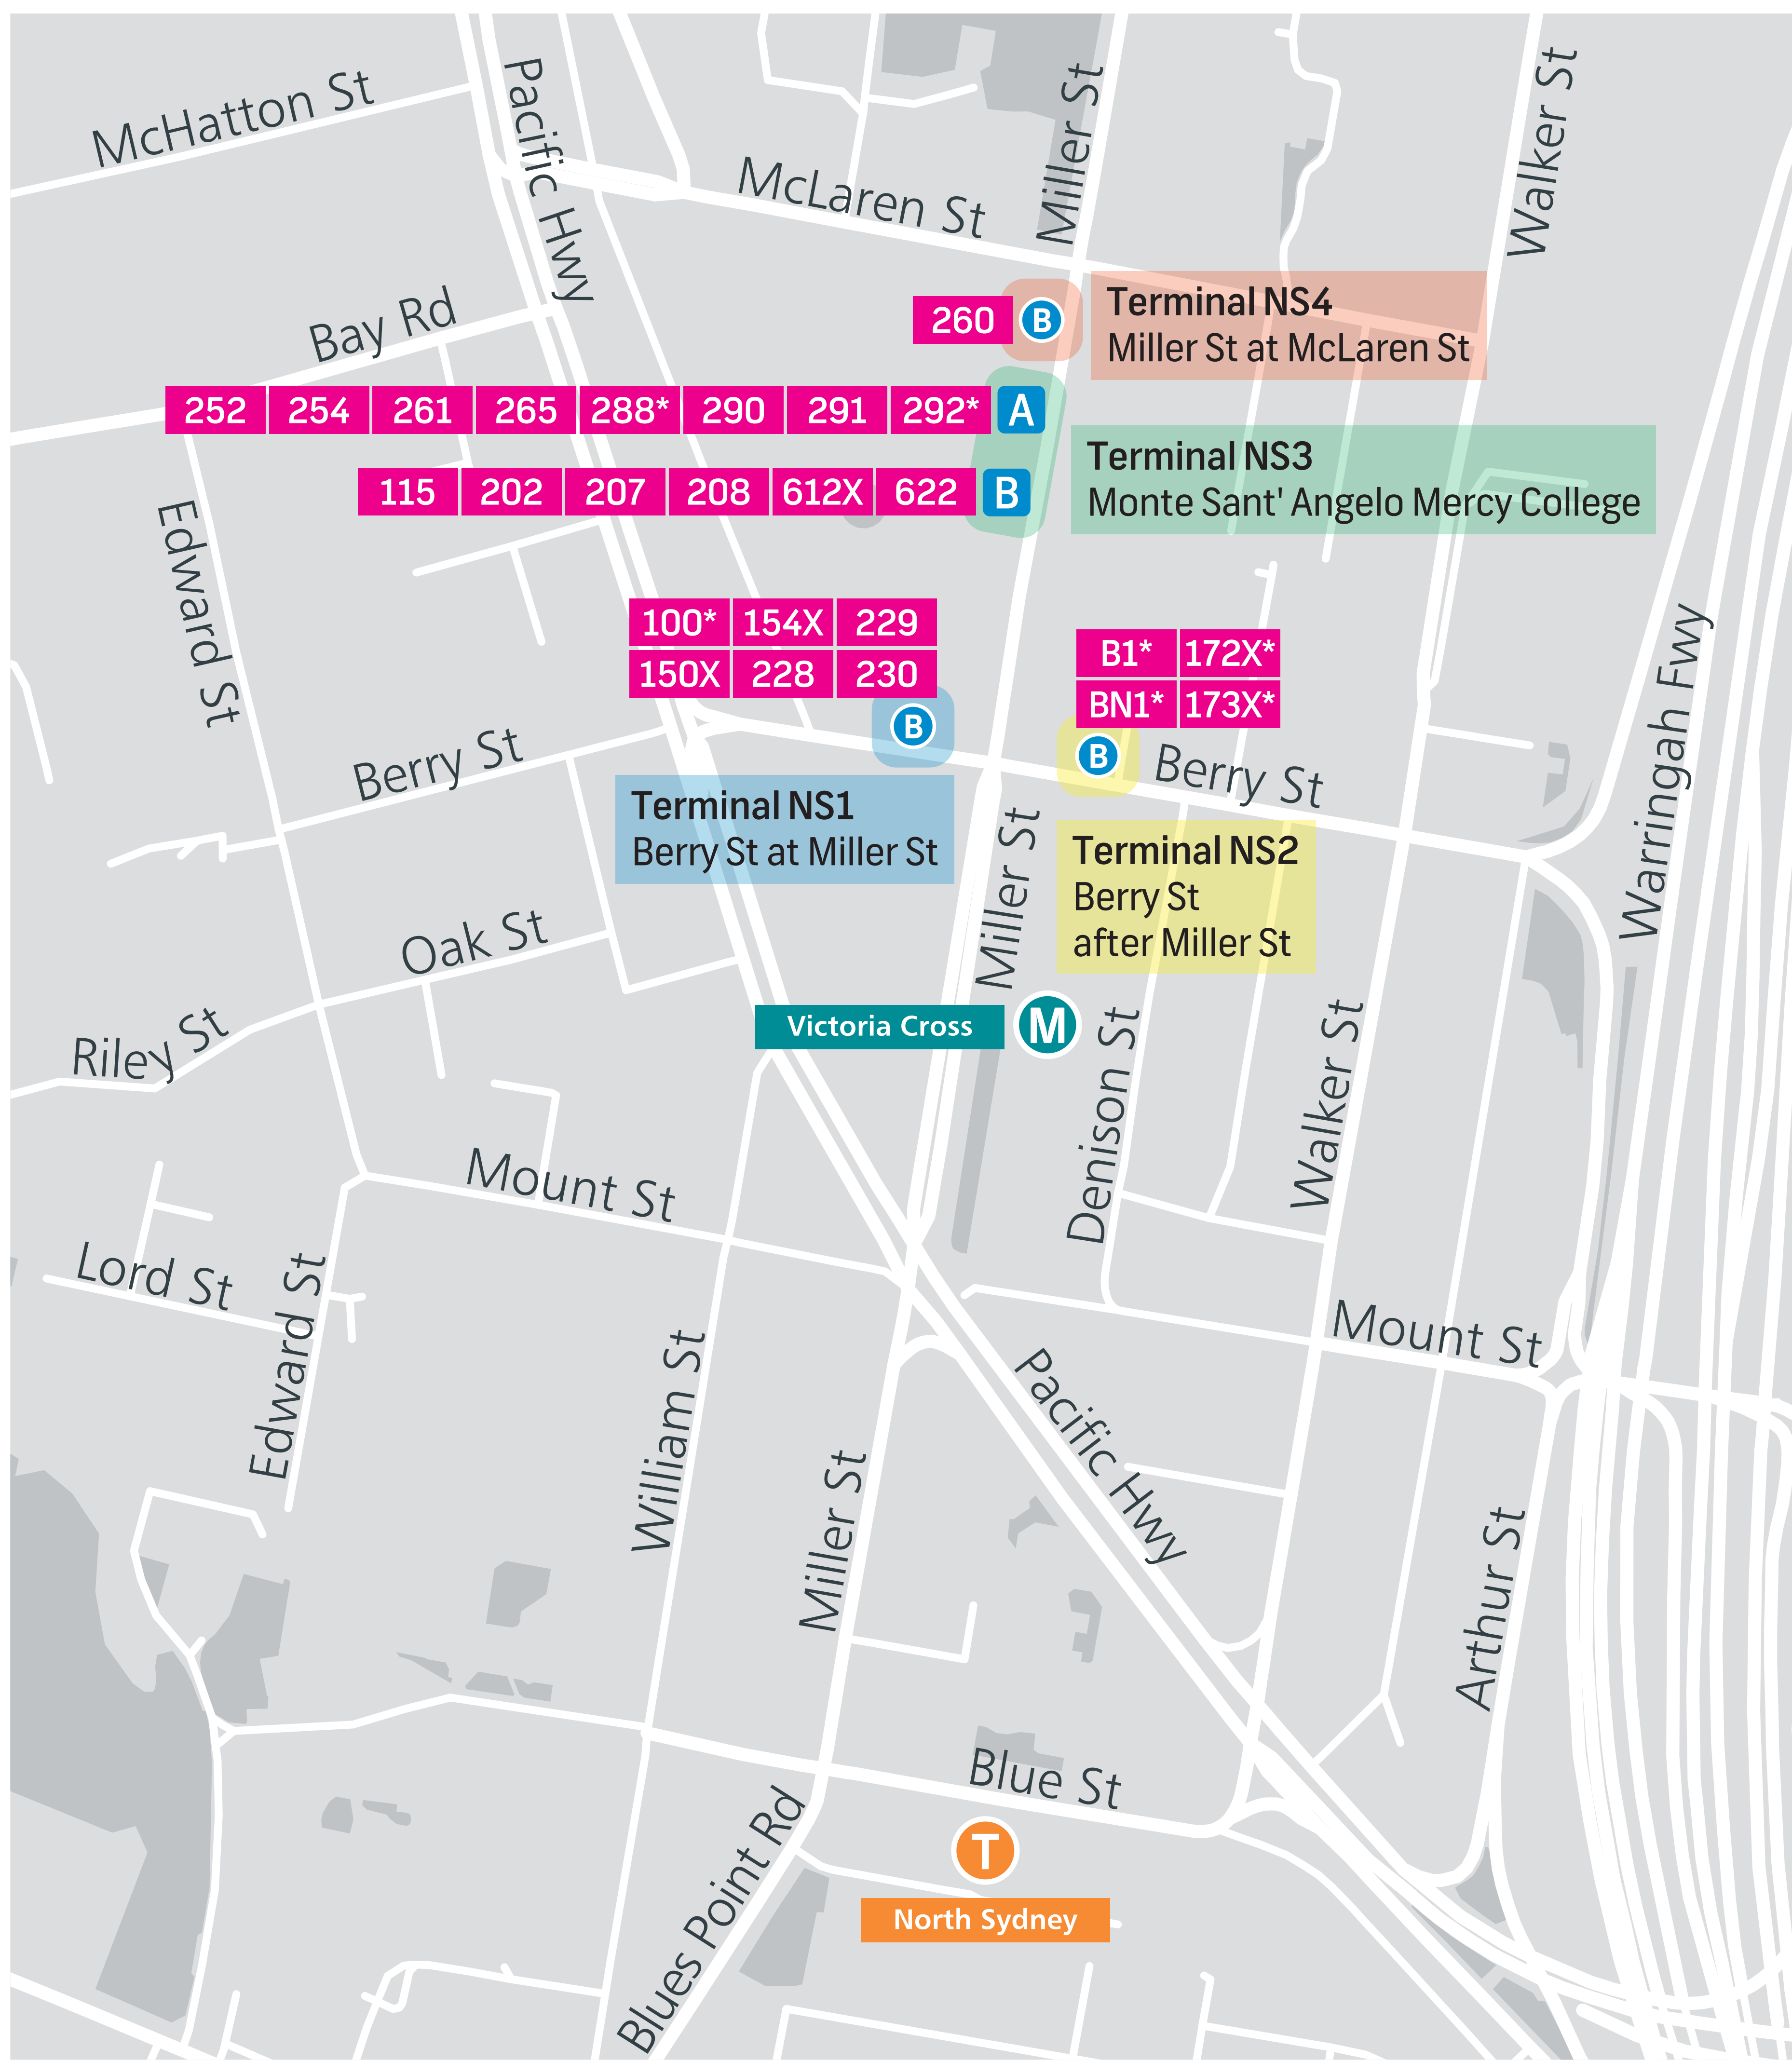 McHatton St
Pacific Hwy
McLaren St
Miller St
Walker St
Bay Rd
260 B
Terminal NS4
Miller St at McLaren St
252 254 261 265 288* 290 291 292* A
115 202 207 208 612X 622 B
Terminal NS3
Monte Sant' Angelo Mercy College
Edward St
100* 154X 229
150X 228 230
B
B1* 172X*
BN1* 173X*
B
Berry St
Berry St
Warringah Fwy
Terminal NS1
Berry St at Miller St
Miller St
Terminal NS2
Berry St
after Miller St
Oak St
Riley St
Victoria Cross M
Denison St
Walker St
Mount St
Lord St
Edward St
Mount St
William St
Pacific Hwy
Miller St
Arthur St
Blue St
Blues Point Rd
T
North Sydney